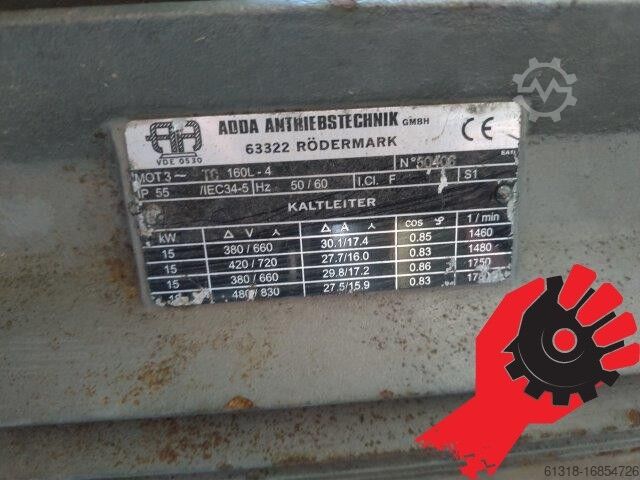 ADDA ANTRIEBSTECHNIK GMBH
63322 RÖDERMARK
VDE 0530
CE
MOT 3~ TC 160L-4 N°
IP 55 /IEC34-5 Hz 50/60 I.Cl. F S1
KALTLEITER
kW Δ V Y Δ A Y cos φ 1/min
15 380/660 30.1/17.4 0.85 1460
15 420/720 27.7/16.0 0.83 1480
15 380/660 29.8/17.2 0.86 1750
480/830 27.5/15.9 0.83
61318-16854726